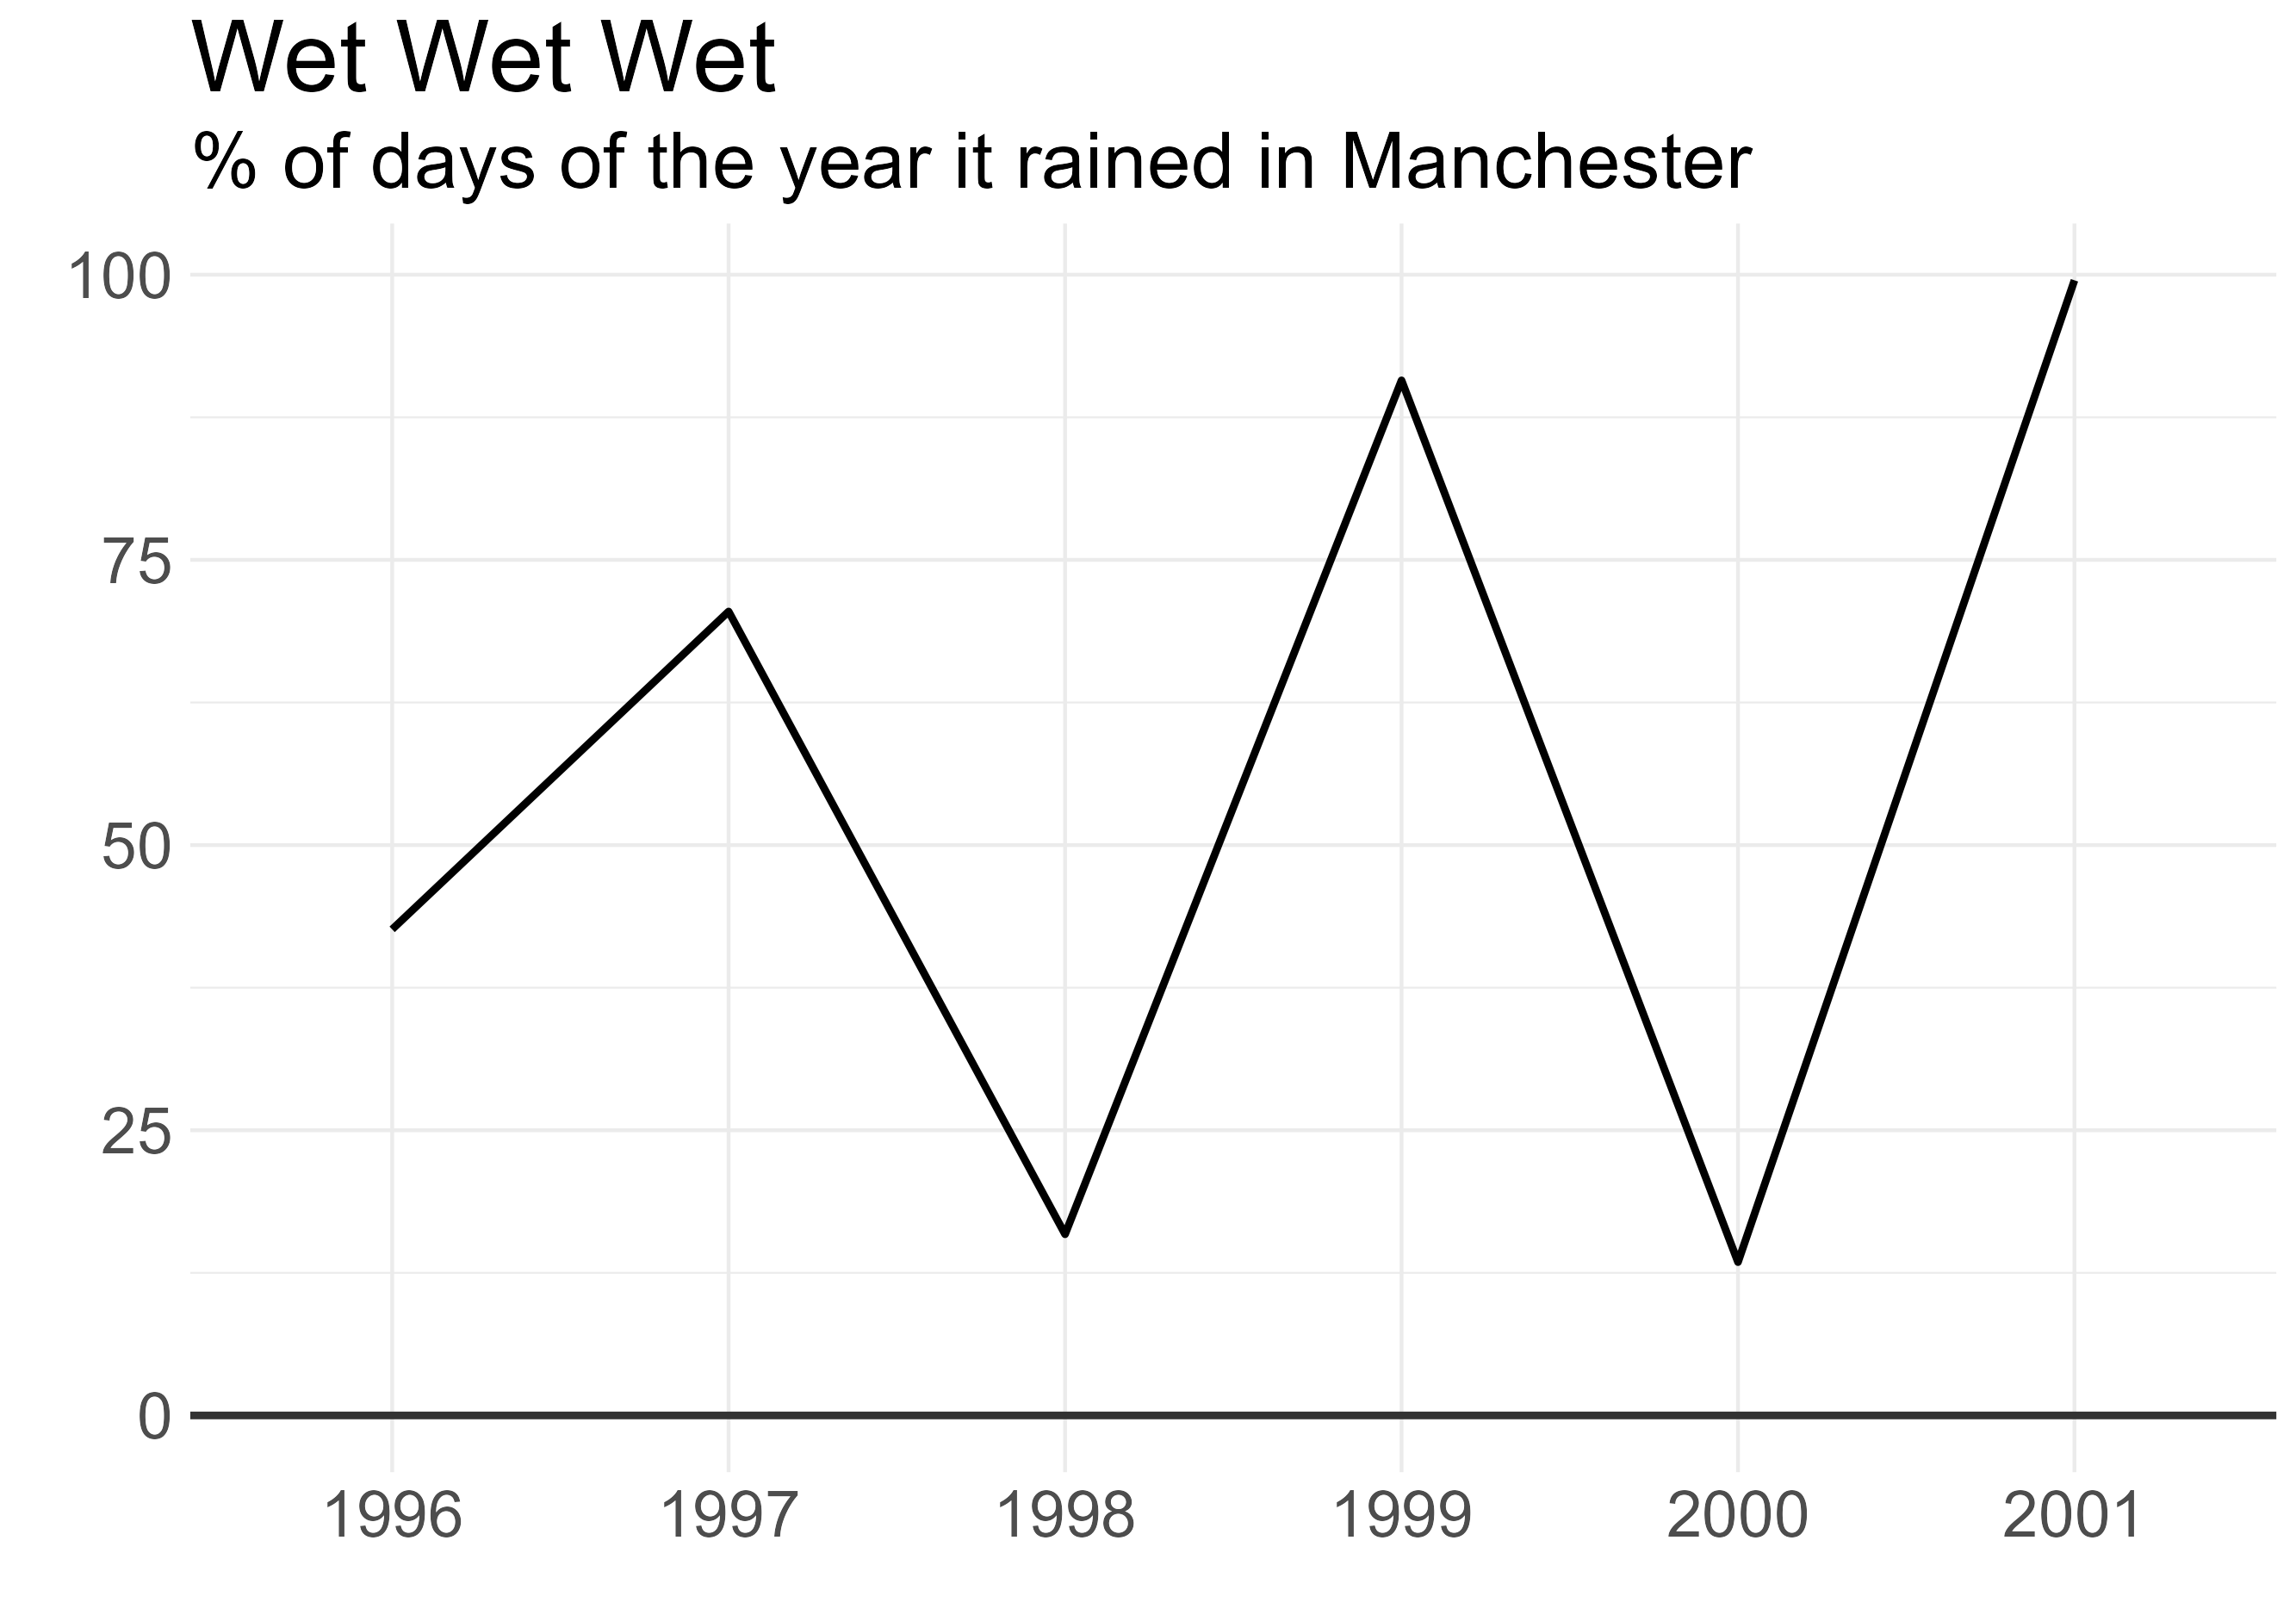 Wet Wet Wet
% of days of the year it rained in Manchester
100
75
50
25
0
1996 1997 1998 1999 2000 2001